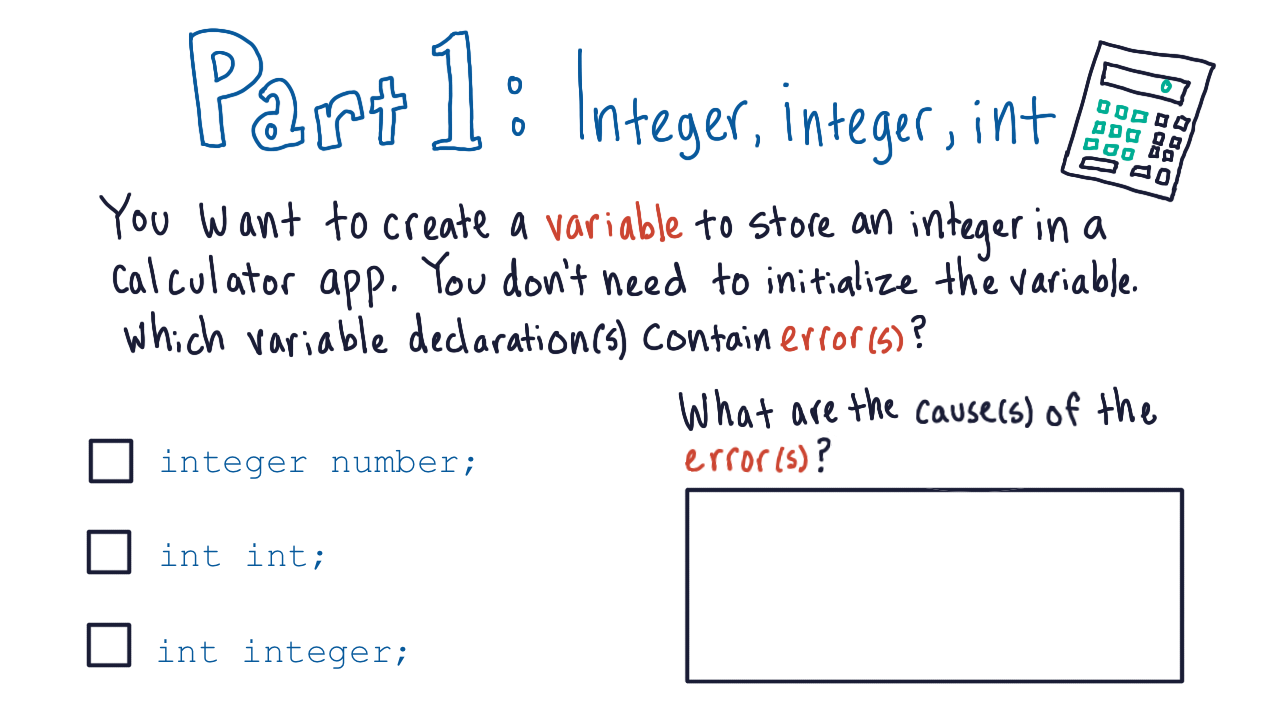 Part 1: Integer, integer, int
You want to create a variable to store an integer in a
calculator app. You don't need to initialize the variable.
Which variable declaration(s) contain error(s)?
What are the cause(s) of the
error(s)?
integer number;
int int;
int integer;